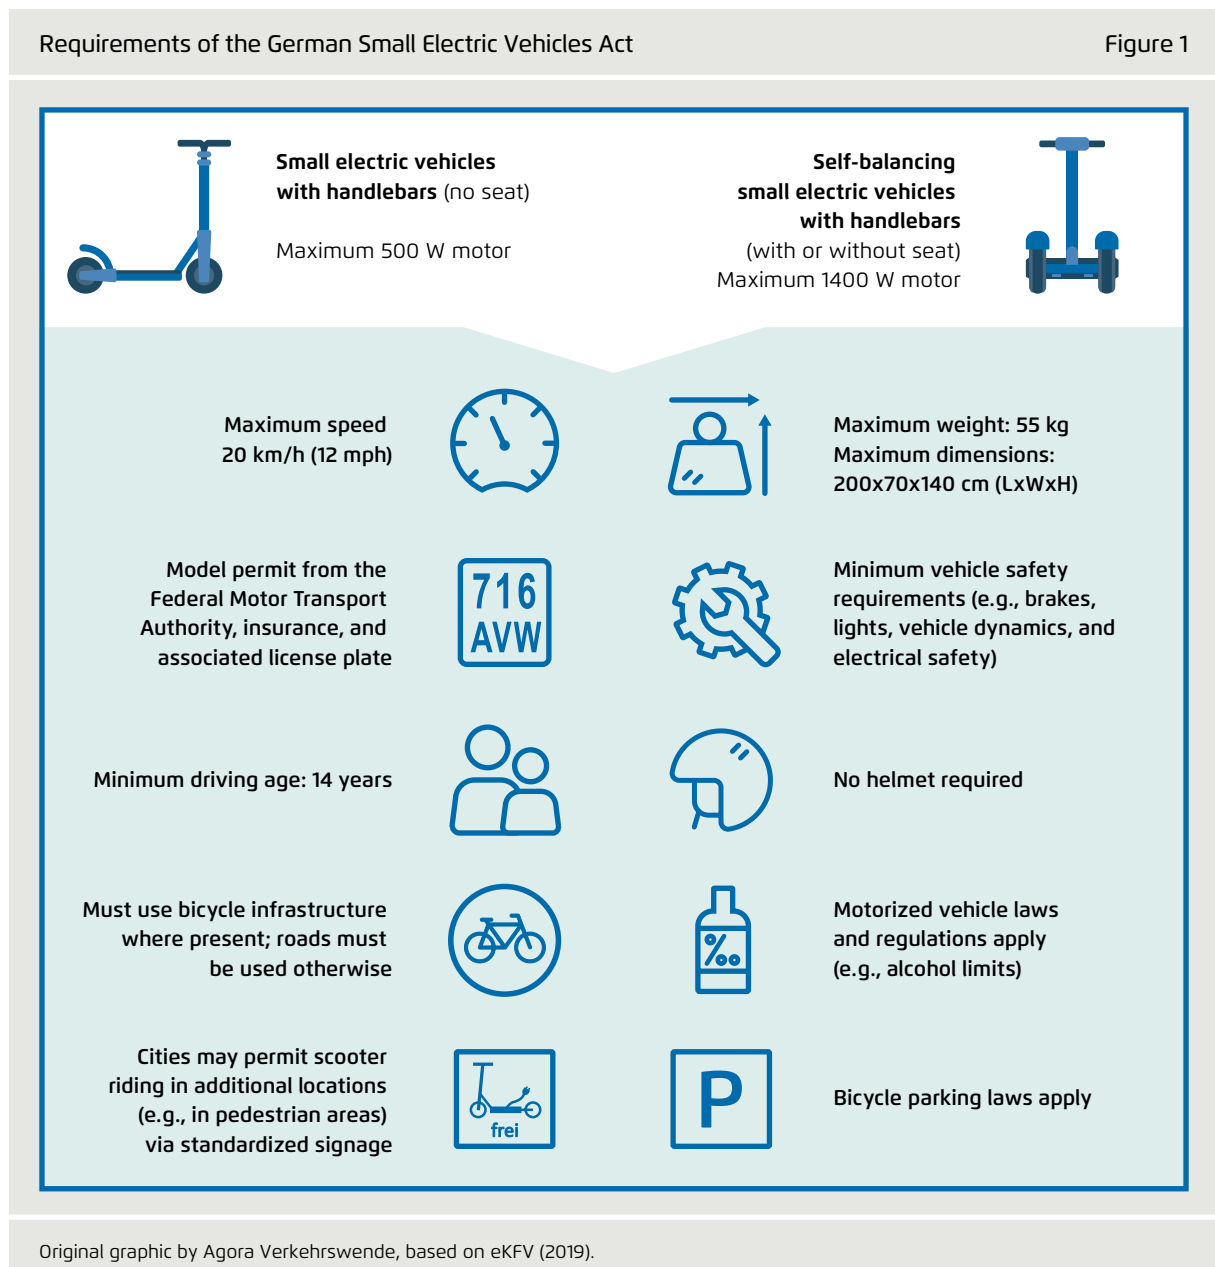 Requirements of the German Small Electric Vehicles Act
Figure 1
Small electric vehicles
with handlebars (no seat)
Maximum 500 W motor
Self-balancing
small electric vehicles
with handlebars
(with or without seat)
Maximum 1400 W motor
Maximum speed
20 km/h (12 mph)
Maximum weight: 55 kg
Maximum dimensions:
200x70x140 cm (LxWxH)
Model permit from the
Federal Motor Transport
Authority, insurance, and
associated license plate
716
AVW
Minimum vehicle safety
requirements (e.g., brakes,
lights, vehicle dynamics, and
electrical safety)
Minimum driving age: 14 years
No helmet required
Must use bicycle infrastructure
where present; roads must
be used otherwise
‰
Motorized vehicle laws
and regulations apply
(e.g., alcohol limits)
Cities may permit scooter
riding in additional locations
(e.g., in pedestrian areas)
via standardized signage
frei
P
Bicycle parking laws apply
Original graphic by Agora Verkehrswende, based on eKFV (2019).